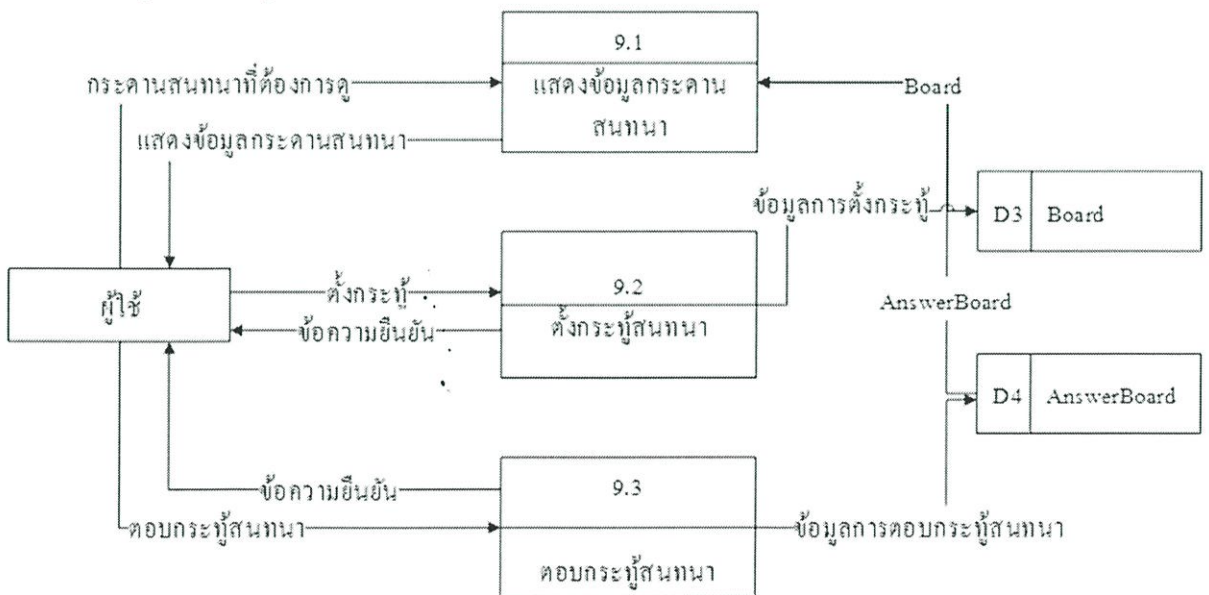 9.1
กระดานสนทนาที่ต้องการดู
แสดงข้อมูลกระดาน
สนทนา
Board
แสดงข้อมูลกระดานสนทนา
ข้อมูลการตั้งกระทู้
D3 Board
ผู้ใช้
ตั้งกระทู้
9.2
ตั้งกระทู้สนทนา
ข้อความยืนยัน
AnswerBoard
D4 AnswerBoard
ข้อความยืนยัน
9.3
ตอบกระทู้สนทนา
ข้อมูลการตอบกระทู้สนทนา
ตอบกระทู้สนทนา